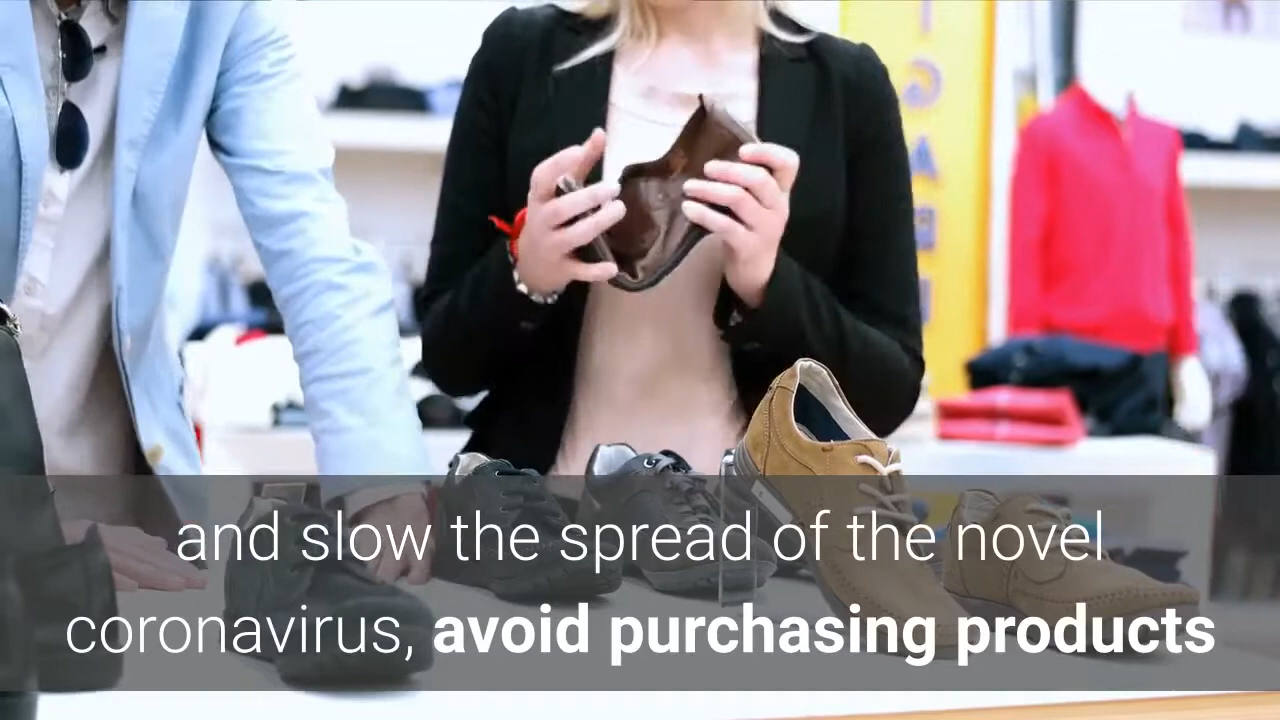 and slow the spread of the novel
coronavirus, avoid purchasing products